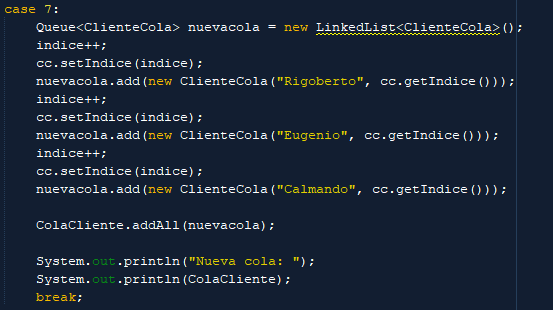 case 7:
Queue<ClienteCola> nuevacola = new LinkedList<ClienteCola>();
indice++;
cc.setIndice(indice);
nuevacola.add(new ClienteCola("Rigoberto", cc.getIndice()));
indice++;
cc.setIndice(indice);
nuevacola.add(new ClienteCola("Eugenio", cc.getIndice()));
indice++;
cc.setIndice(indice);
nuevacola.add(new ClienteCola("Calmando", cc.getIndice()));
ColaCliente.addAll(nuevacola);
System.out.println("Nueva cola: ");
System.out.println(ColaCliente);
break;